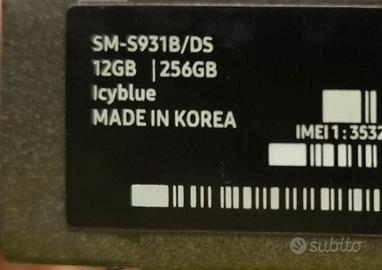 SM-S931B/DS
12GB | 256GB
Icyblue
MADE IN KOREA
IMEI 1 : 3532
subito